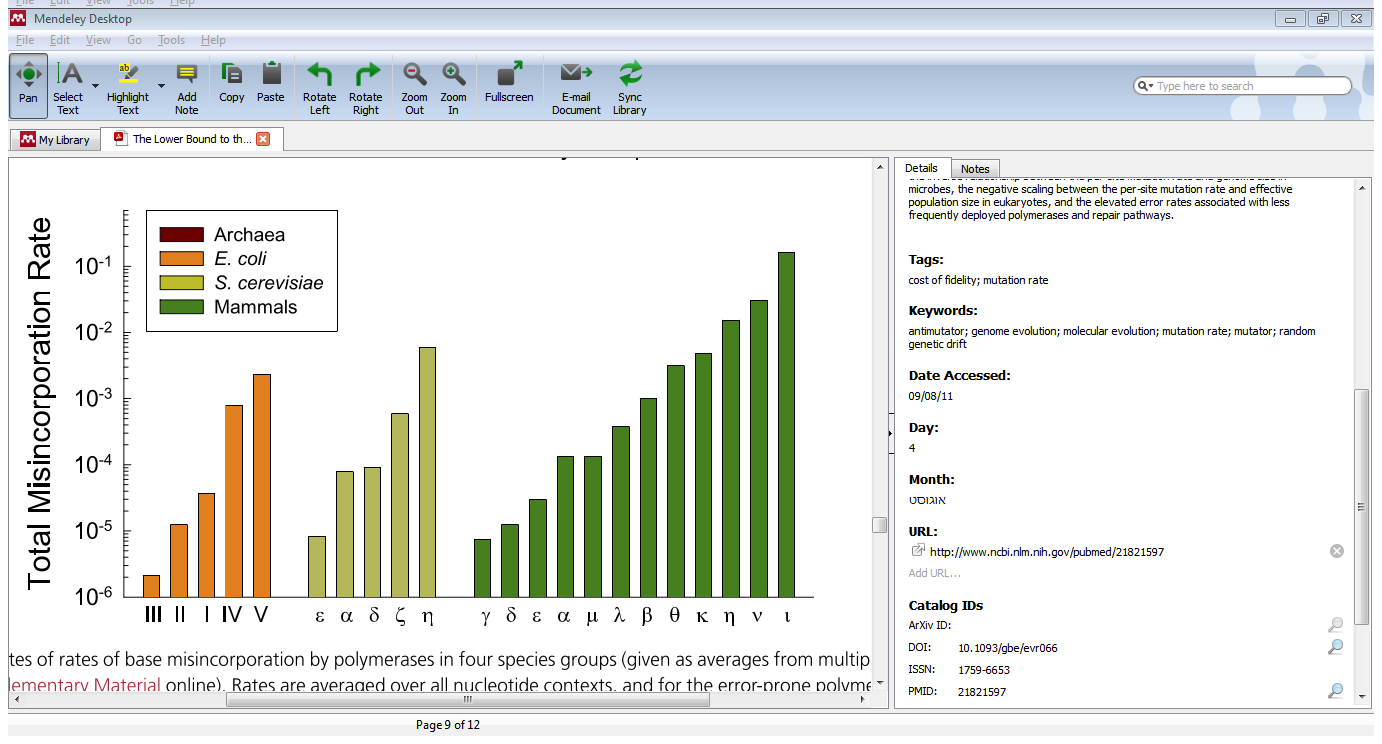 File Edit View Tools Help
Mendeley Desktop
File Edit View Go Tools Help
Pan
Select Text
ab
Highlight Text
Add Note
Copy
Paste
Rotate Left
Rotate Right
Zoom Out
Zoom In
Fullscreen
E-mail Document
Sync Library
Type here to search
My Library
The Lower Bound to th...
Total Misincorporation Rate
10-1
10-2
10-3
10-4
10-5
10-6
Archaea
E. coli
S. cerevisiae
Mammals
III II I IV V ε α δ ζ η γ δ ε α μ λ β θ κ η ν ι
tes of rates of base misincorporation by polymerases in four species groups (given as averages from multip
lementary Material online). Rates are averaged over all nucleotide contexts, and for the error-prone polyme
Page 9 of 12
Details
Notes
microbes, the negative scaling between the per-site mutation rate and effective
population size in eukaryotes, and the elevated error rates associated with less
frequently deployed polymerases and repair pathways.
Tags:
cost of fidelity; mutation rate
Keywords:
antimutator; genome evolution; molecular evolution; mutation rate; mutator; random
genetic drift
Date Accessed:
09/08/11
Day:
4
Month:
אוגוסט
URL:
http://www.ncbi.nlm.nih.gov/pubmed/21821597
Add URL...
Catalog IDs
ArXiv ID:
DOI: 10.1093/gbe/evr066
ISSN: 1759-6653
PMID: 21821597